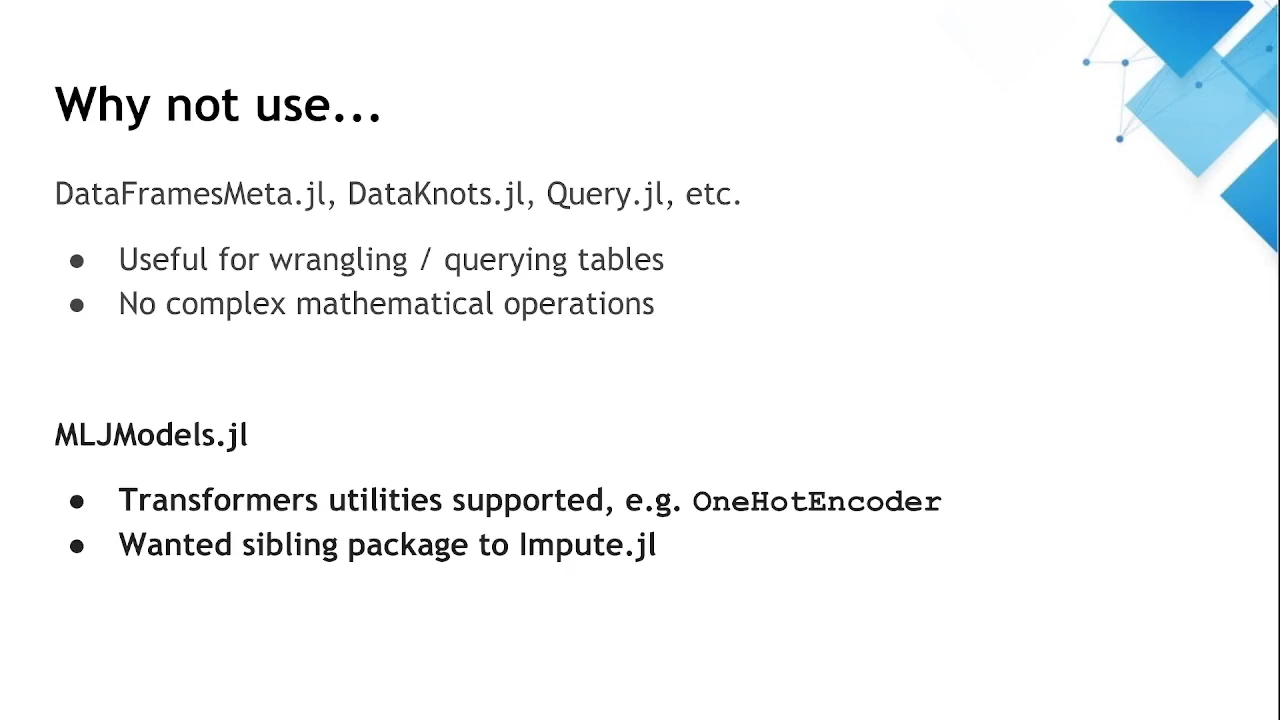 Why not use...
DataFramesMeta.jl, DataKnots.jl, Query.jl, etc.
● Useful for wrangling / querying tables
● No complex mathematical operations
MLJModels.jl
● Transformers utilities supported, e.g. OneHotEncoder
● Wanted sibling package to Impute.jl